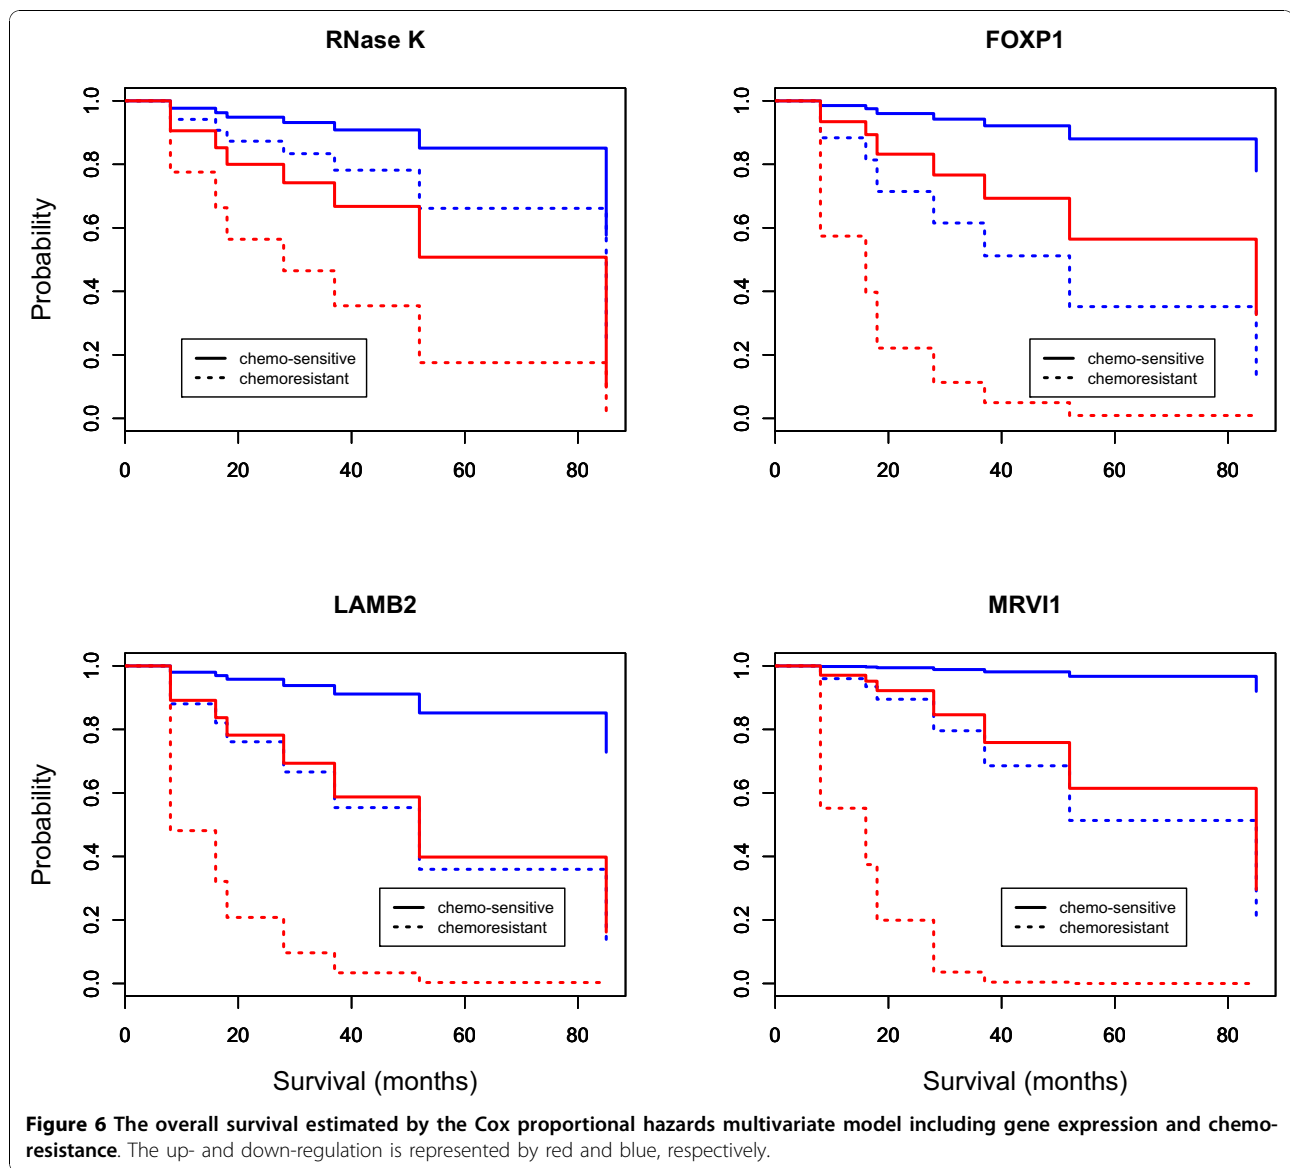 RNase K
FOXP1
Probability
1.0
0.8
0.6
0.4
0.2
0.0
chemo-sensitive
chemoresistant
0 20 40 60 80
1.0
0.8
0.6
0.4
0.2
0.0
chemo-sensitive
chemoresistant
0 20 40 60 80
LAMB2
MRVI1
Probability
1.0
0.8
0.6
0.4
0.2
0.0
chemo-sensitive
chemoresistant
0 20 40 60 80
Survival (months)
1.0
0.8
0.6
0.4
0.2
0.0
chemo-sensitive
chemoresistant
0 20 40 60 80
Survival (months)
Figure 6 The overall survival estimated by the Cox proportional hazards multivariate model including gene expression and chemo-
resistance. The up- and down-regulation is represented by red and blue, respectively.